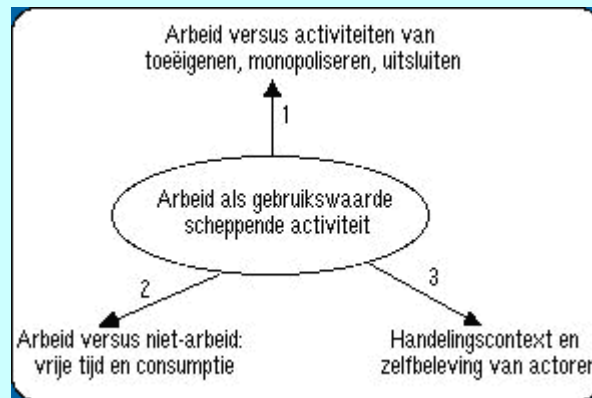 Arbeid versus activiteiten van
toeëigenen, monopoliseren, uitsluiten
1
Arbeid als gebruikswaarde
scheppende activiteit
2
3
Arbeid versus niet-arbeid:
vrije tijd en consumptie
Handelingscontext en
zelfbeleving van actoren